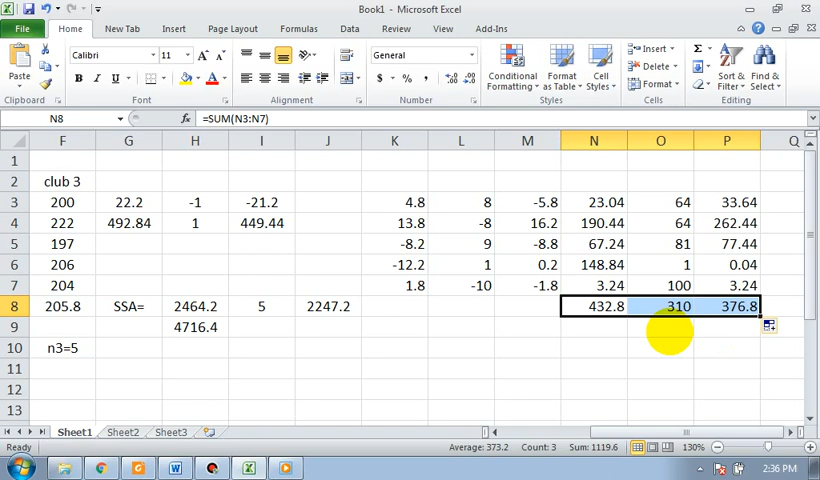 Book1 - Microsoft Excel
File Home New Tab Insert Page Layout Formulas Data Review View Add-Ins
Paste Calibri 11 General Conditional Formatting Format as Table Cell Styles Insert Delete Format Sort & Filter Find & Select
Clipboard Font Alignment Number Styles Cells Editing
N8 fx =SUM(N3:N7)
F G H I J K L M N O P Q
1
2 club 3
3 200 22.2 -1 -21.2 4.8 8 -5.8 23.04 64 33.64
4 222 492.84 1 449.44 13.8 -8 16.2 190.44 64 262.44
5 197 -8.2 9 -8.8 67.24 81 77.44
6 206 -12.2 1 0.2 148.84 1 0.04
7 204 1.8 -10 -1.8 3.24 100 3.24
8 205.8 SSA= 2464.2 5 2247.2 432.8 310 376.8
9 4716.4
10 n3=5
11
12
13
Sheet1 Sheet2 Sheet3
Ready Average: 373.2 Count: 3 Sum: 1119.6 130%
2:36 PM